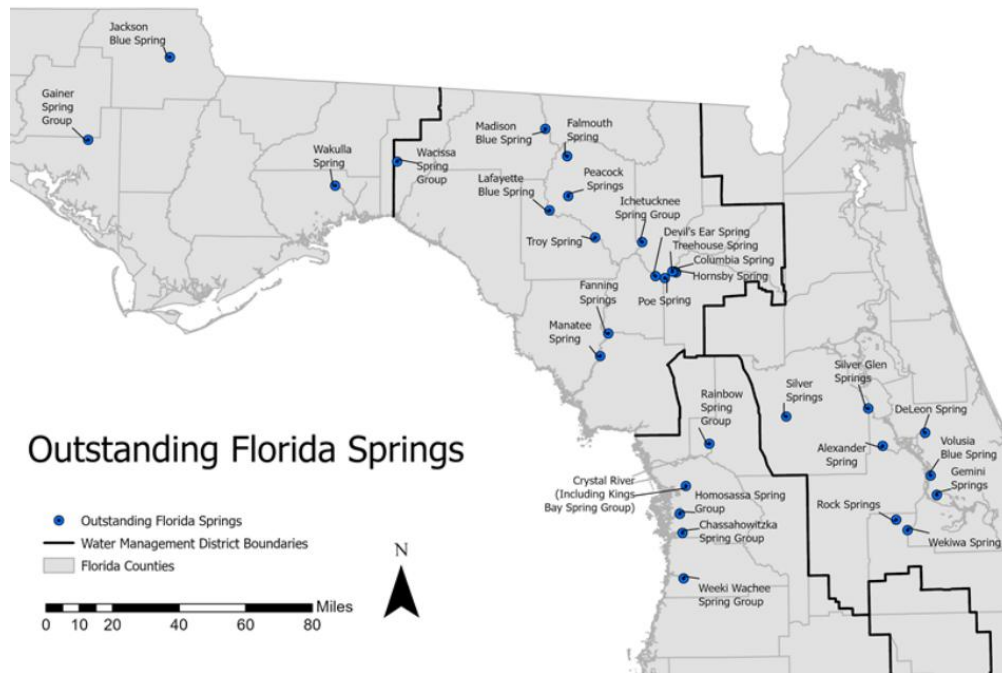 Jackson
Blue Spring
Gainer
Spring
Group
Wakulla
Spring
Wacissa
Spring
Group
Madison
Blue Spring
Falmouth
Spring
Lafayette
Blue Spring
Peacock
Springs
Ichetucknee
Spring Group
Troy Spring
Devil's Ear Spring
Treehouse Spring
Columbia Spring
Hornsby Spring
Poe Spring
Fanning
Springs
Manatee
Spring
Rainbow
Spring
Group
Silver
Springs
Silver Glen
Springs
DeLeon Spring
Alexander
Spring
Volusia
Blue Spring
Gemini
Springs
Crystal River
(Including Kings
Bay Spring Group)
Homosassa Spring
Group
Chassahowitzka
Spring Group
Rock Springs
Wekiwa Spring
Weeki Wachee
Spring Group
Outstanding Florida Springs
Outstanding Florida Springs
Water Management District Boundaries
Florida Counties
N
Miles
0 10 20 40 60 80